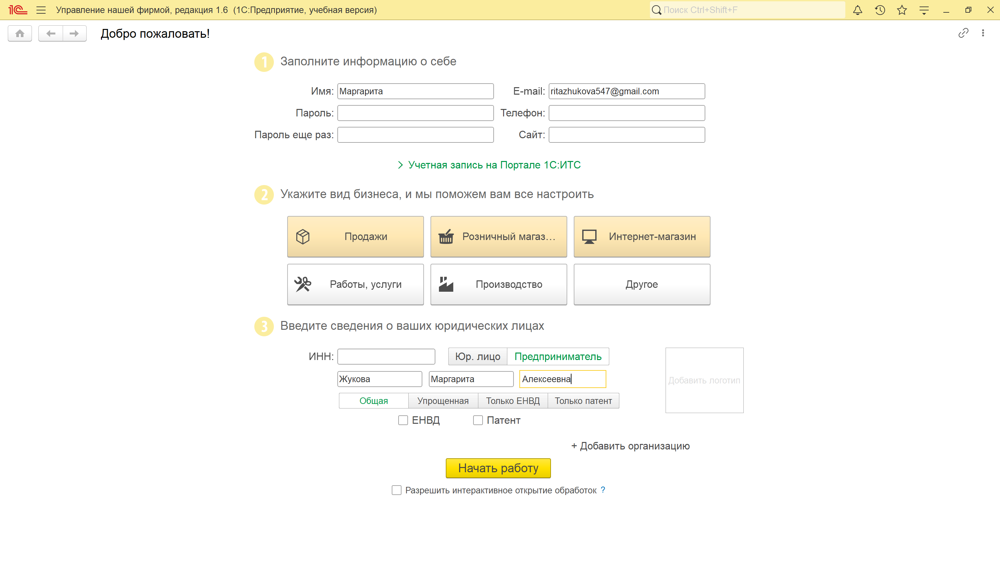 1С Управление нашей фирмой, редакция 1.6 (1С:Предприятие, учебная версия) Поиск Ctrl+Shift+F
Добро пожаловать!
1 Заполните информацию о себе
Имя: Маргарита E-mail: ritazhukova547@gmail.com
Пароль: Телефон:
Пароль еще раз: Сайт:
Учетная запись на Портале 1С:ИТС
2 Укажите вид бизнеса, и мы поможем вам все настроить
Продажи Розничный магаз... Интернет-магазин
Работы, услуги Производство Другое
3 Введите сведения о ваших юридических лицах
ИНН: Юр. лицо Предприниматель
Жукова Маргарита Алексеевна
Добавить логотип
Общая Упрощенная Только ЕНВД Только патент
ЕНВД Патент
+ Добавить организацию
Начать работу
Разрешить интерактивное открытие обработок ?